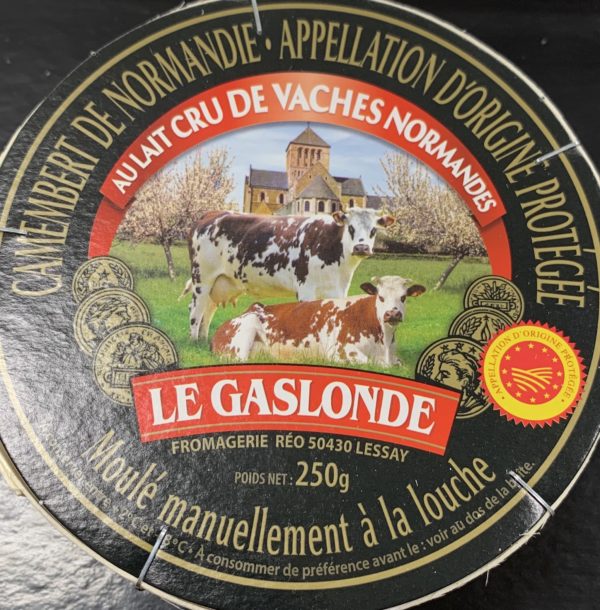 CAMEMBERT DE NORMANDIE · APPELLATION D'ORIGINE PROTÉGÉE
AU LAIT CRU DE VACHES NORMANDES
APPELLATION D'ORIGINE PROTÉGÉE
LE GASLONDE
FROMAGERIE RÉO 50430 LESSAY
POIDS NET : 250g
Moulé manuellement à la louche
8°C • À consommer de préférence avant le : voir au dos de la boîte.